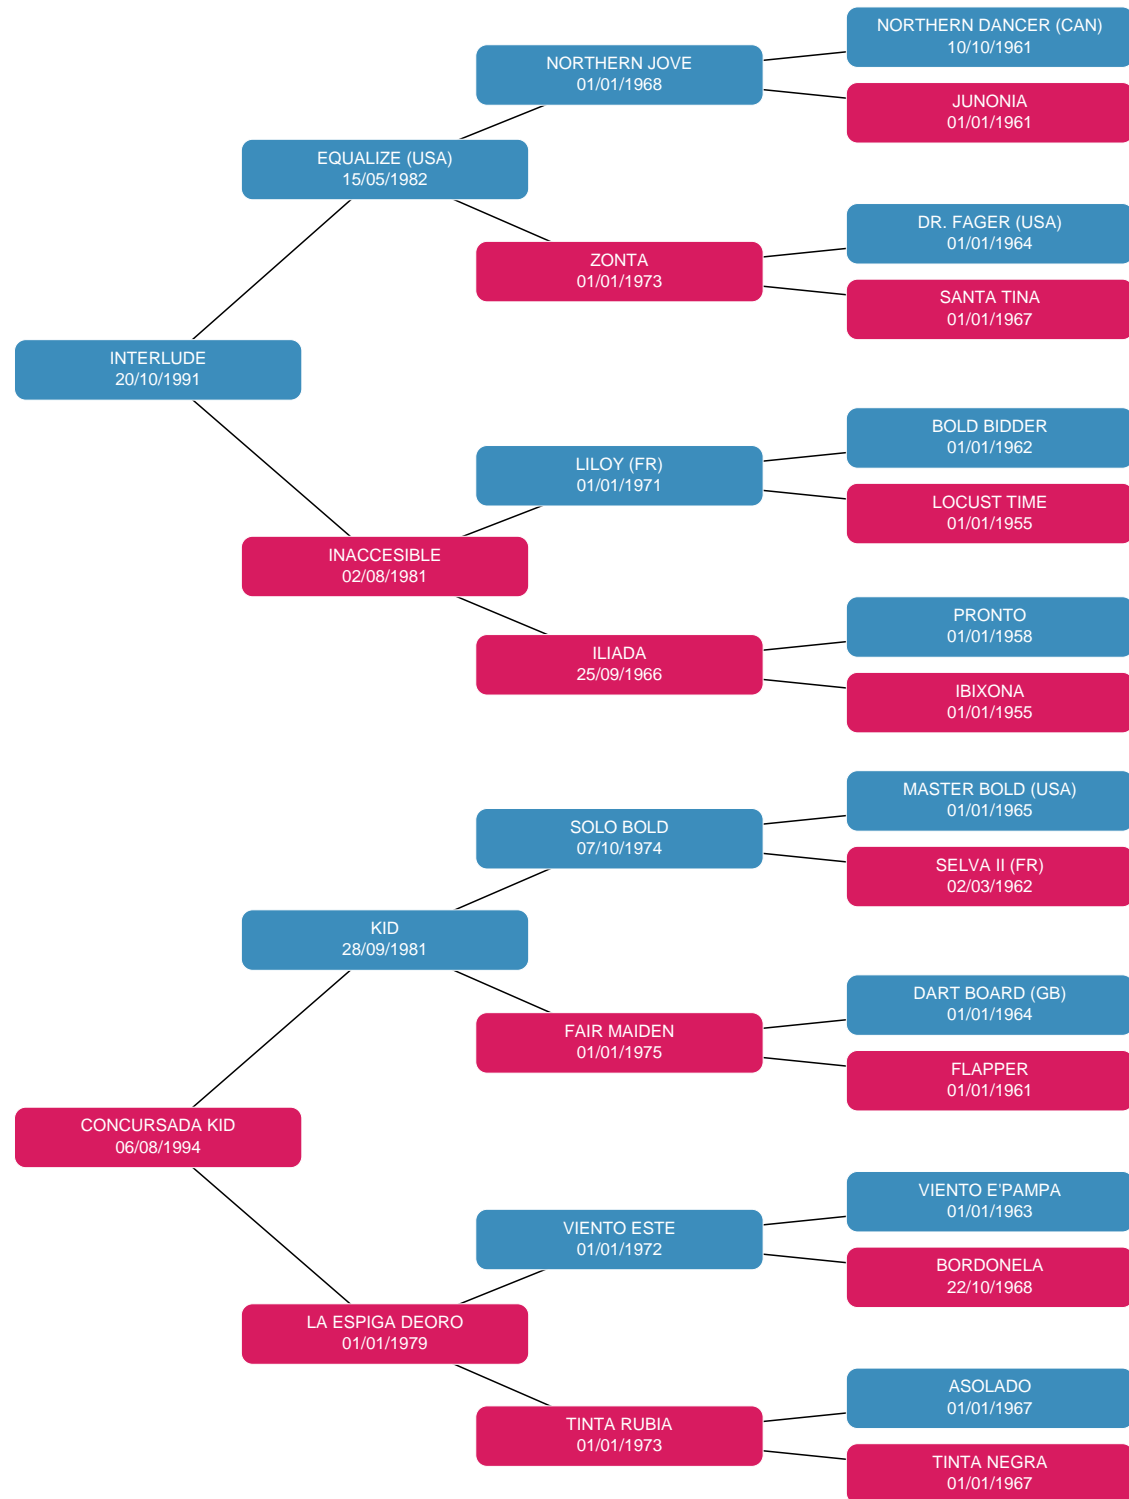 NORTHERN DANCER (CAN)
10/10/1961
NORTHERN JOVE
01/01/1968
JUNONIA
01/01/1961
EQUALIZE (USA)
15/05/1982
DR. FAGER (USA)
01/01/1964
ZONTA
01/01/1973
SANTA TINA
01/01/1967
INTERLUDE
20/10/1991
BOLD BIDDER
01/01/1962
LILOY (FR)
01/01/1971
LOCUST TIME
01/01/1955
INACCESIBLE
02/08/1981
PRONTO
01/01/1958
ILIADA
25/09/1966
IBIXONA
01/01/1955
MASTER BOLD (USA)
01/01/1965
SOLO BOLD
07/10/1974
SELVA II (FR)
02/03/1962
KID
28/09/1981
DART BOARD (GB)
01/01/1964
FAIR MAIDEN
01/01/1975
FLAPPER
01/01/1961
CONCURSADA KID
06/08/1994
VIENTO E'PAMPA
01/01/1963
VIENTO ESTE
01/01/1972
BORDONELA
22/10/1968
LA ESPIGA DEORO
01/01/1979
ASOLADO
01/01/1967
TINTA RUBIA
01/01/1973
TINTA NEGRA
01/01/1967